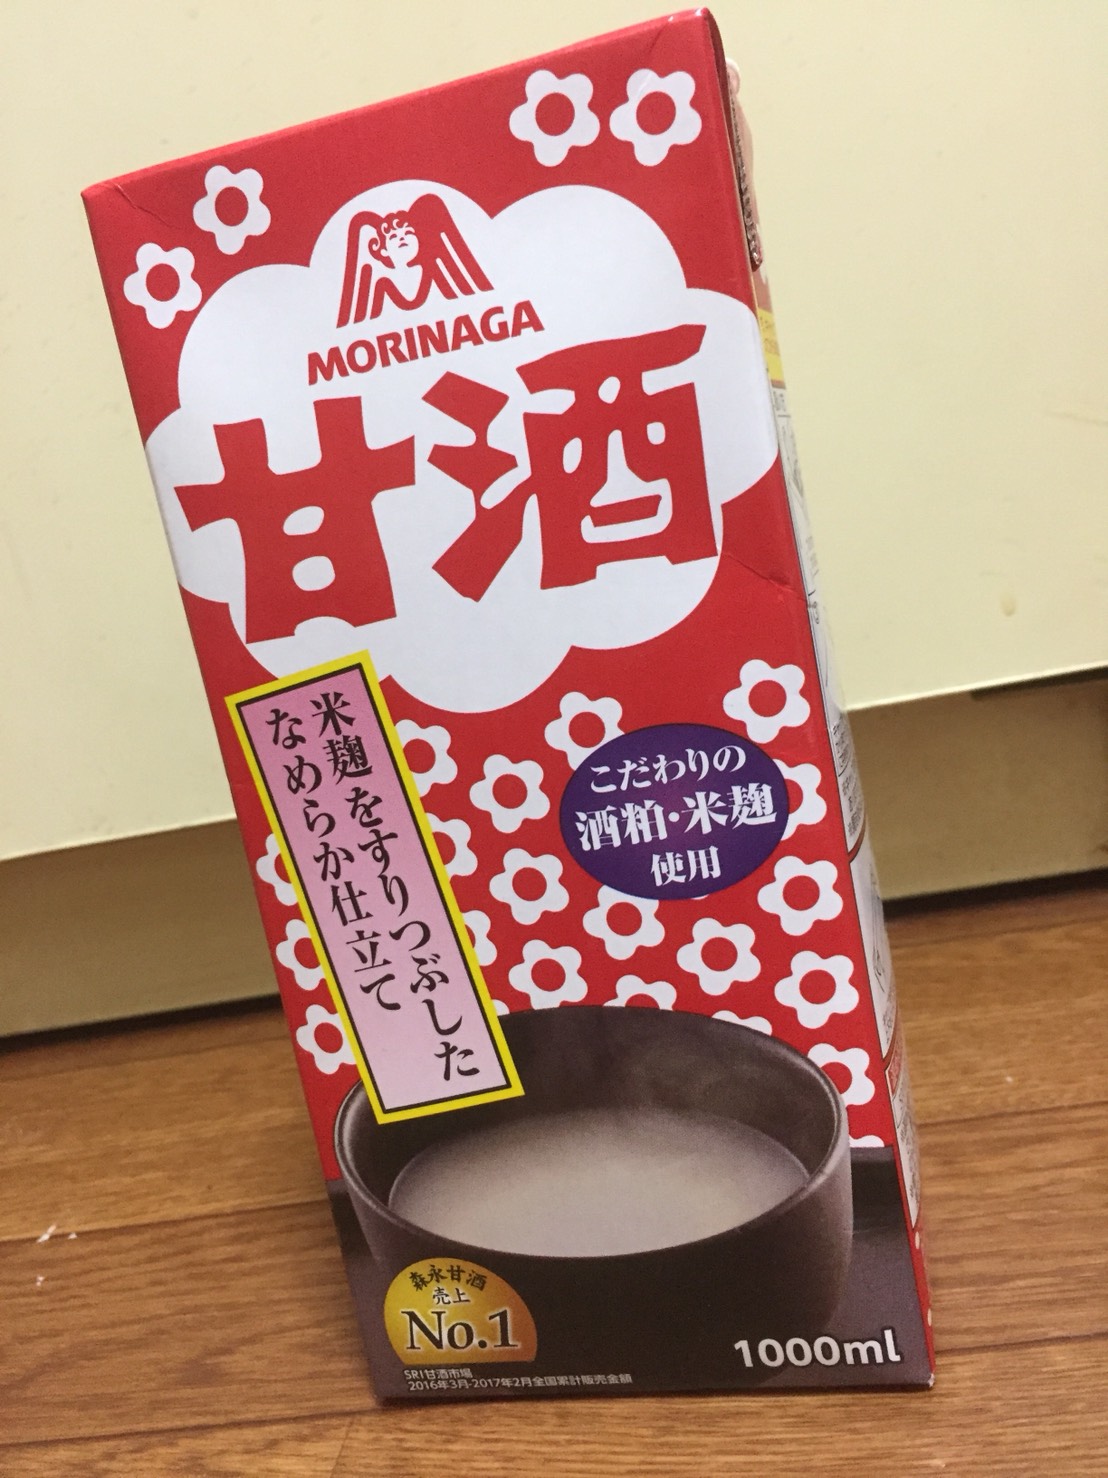 MORINAGA
甘酒
米麹をすりつぶした
なめらか仕立て
こだわりの
酒粕・米麹
使用
森永甘酒
売上
No.1
SRI甘酒市場
2016年3月-2017年2月全国累計販売金額
1000ml